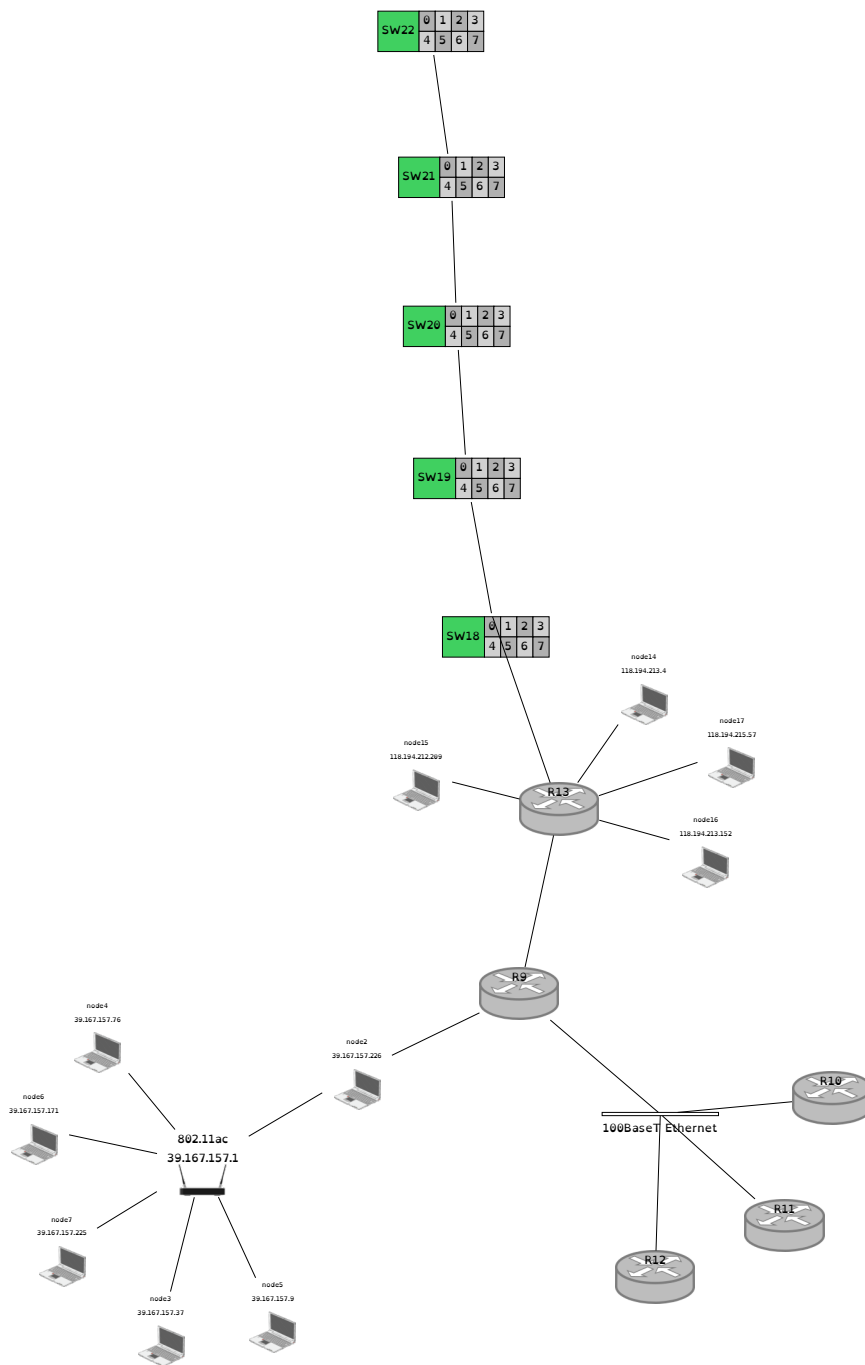 SW22
0 1 2 3
4 5 6 7
SW21
0 1 2 3
4 5 6 7
SW20
0 1 2 3
4 5 6 7
SW19
0 1 2 3
4 5 6 7
SW18
0 1 2 3
4 5 6 7
node14
118.194.213.4
node17
118.194.215.57
node15
118.194.212.209
R13
node16
118.194.213.152
R9
node4
39.167.157.76
node2
39.167.157.226
node6
39.167.157.171
R10
100BaseT Ethernet
802.11ac
39.167.157.1
node7
39.167.157.225
R11
R12
node5
39.167.157.9
node3
39.167.157.37